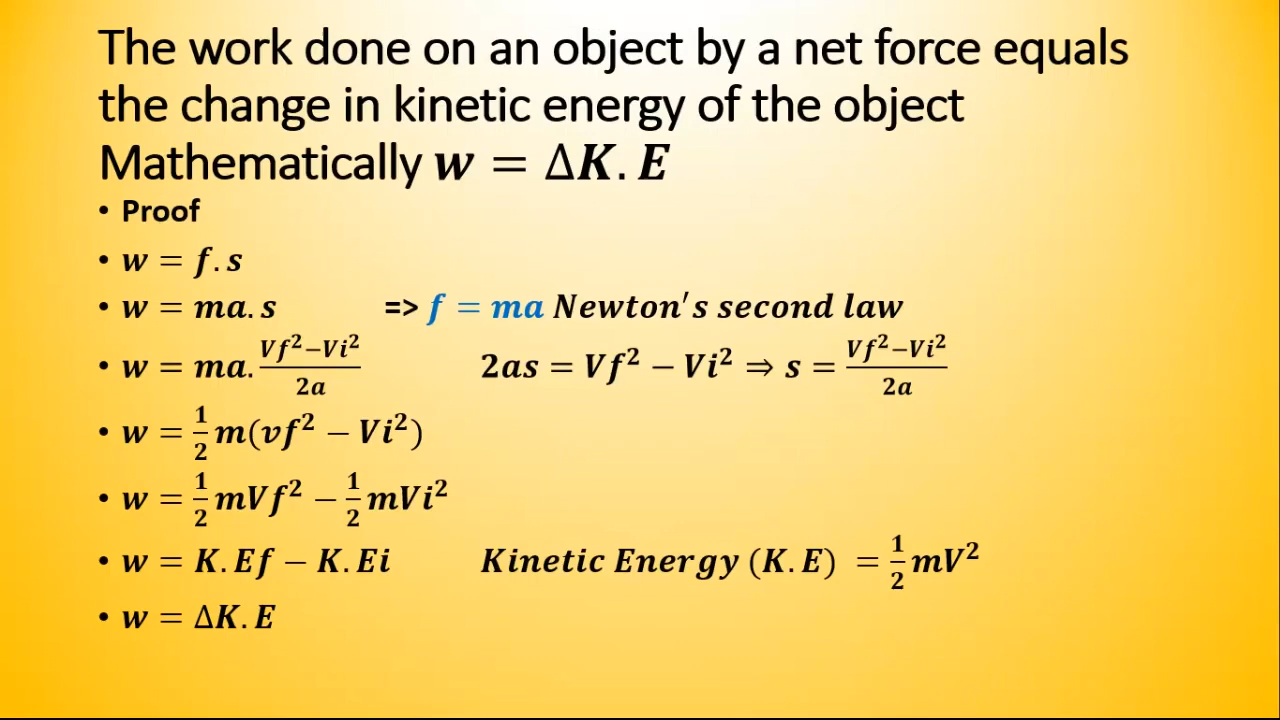 The work done on an object by a net force equals
the change in kinetic energy of the object
Mathematically w = ΔK.E
• Proof
• w = f.s
• w = ma.s => f = ma Newton's second law
• w = ma.(Vf²−Vi²)/2a 2as = Vf² − Vi² ⇒ s = (Vf²−Vi²)/2a
• w = 1/2 m(vf² − Vi²)
• w = 1/2 mVf² − 1/2 mVi²
• w = K.Ef − K.Ei Kinetic Energy (K.E) = 1/2 mV²
• w = ΔK.E